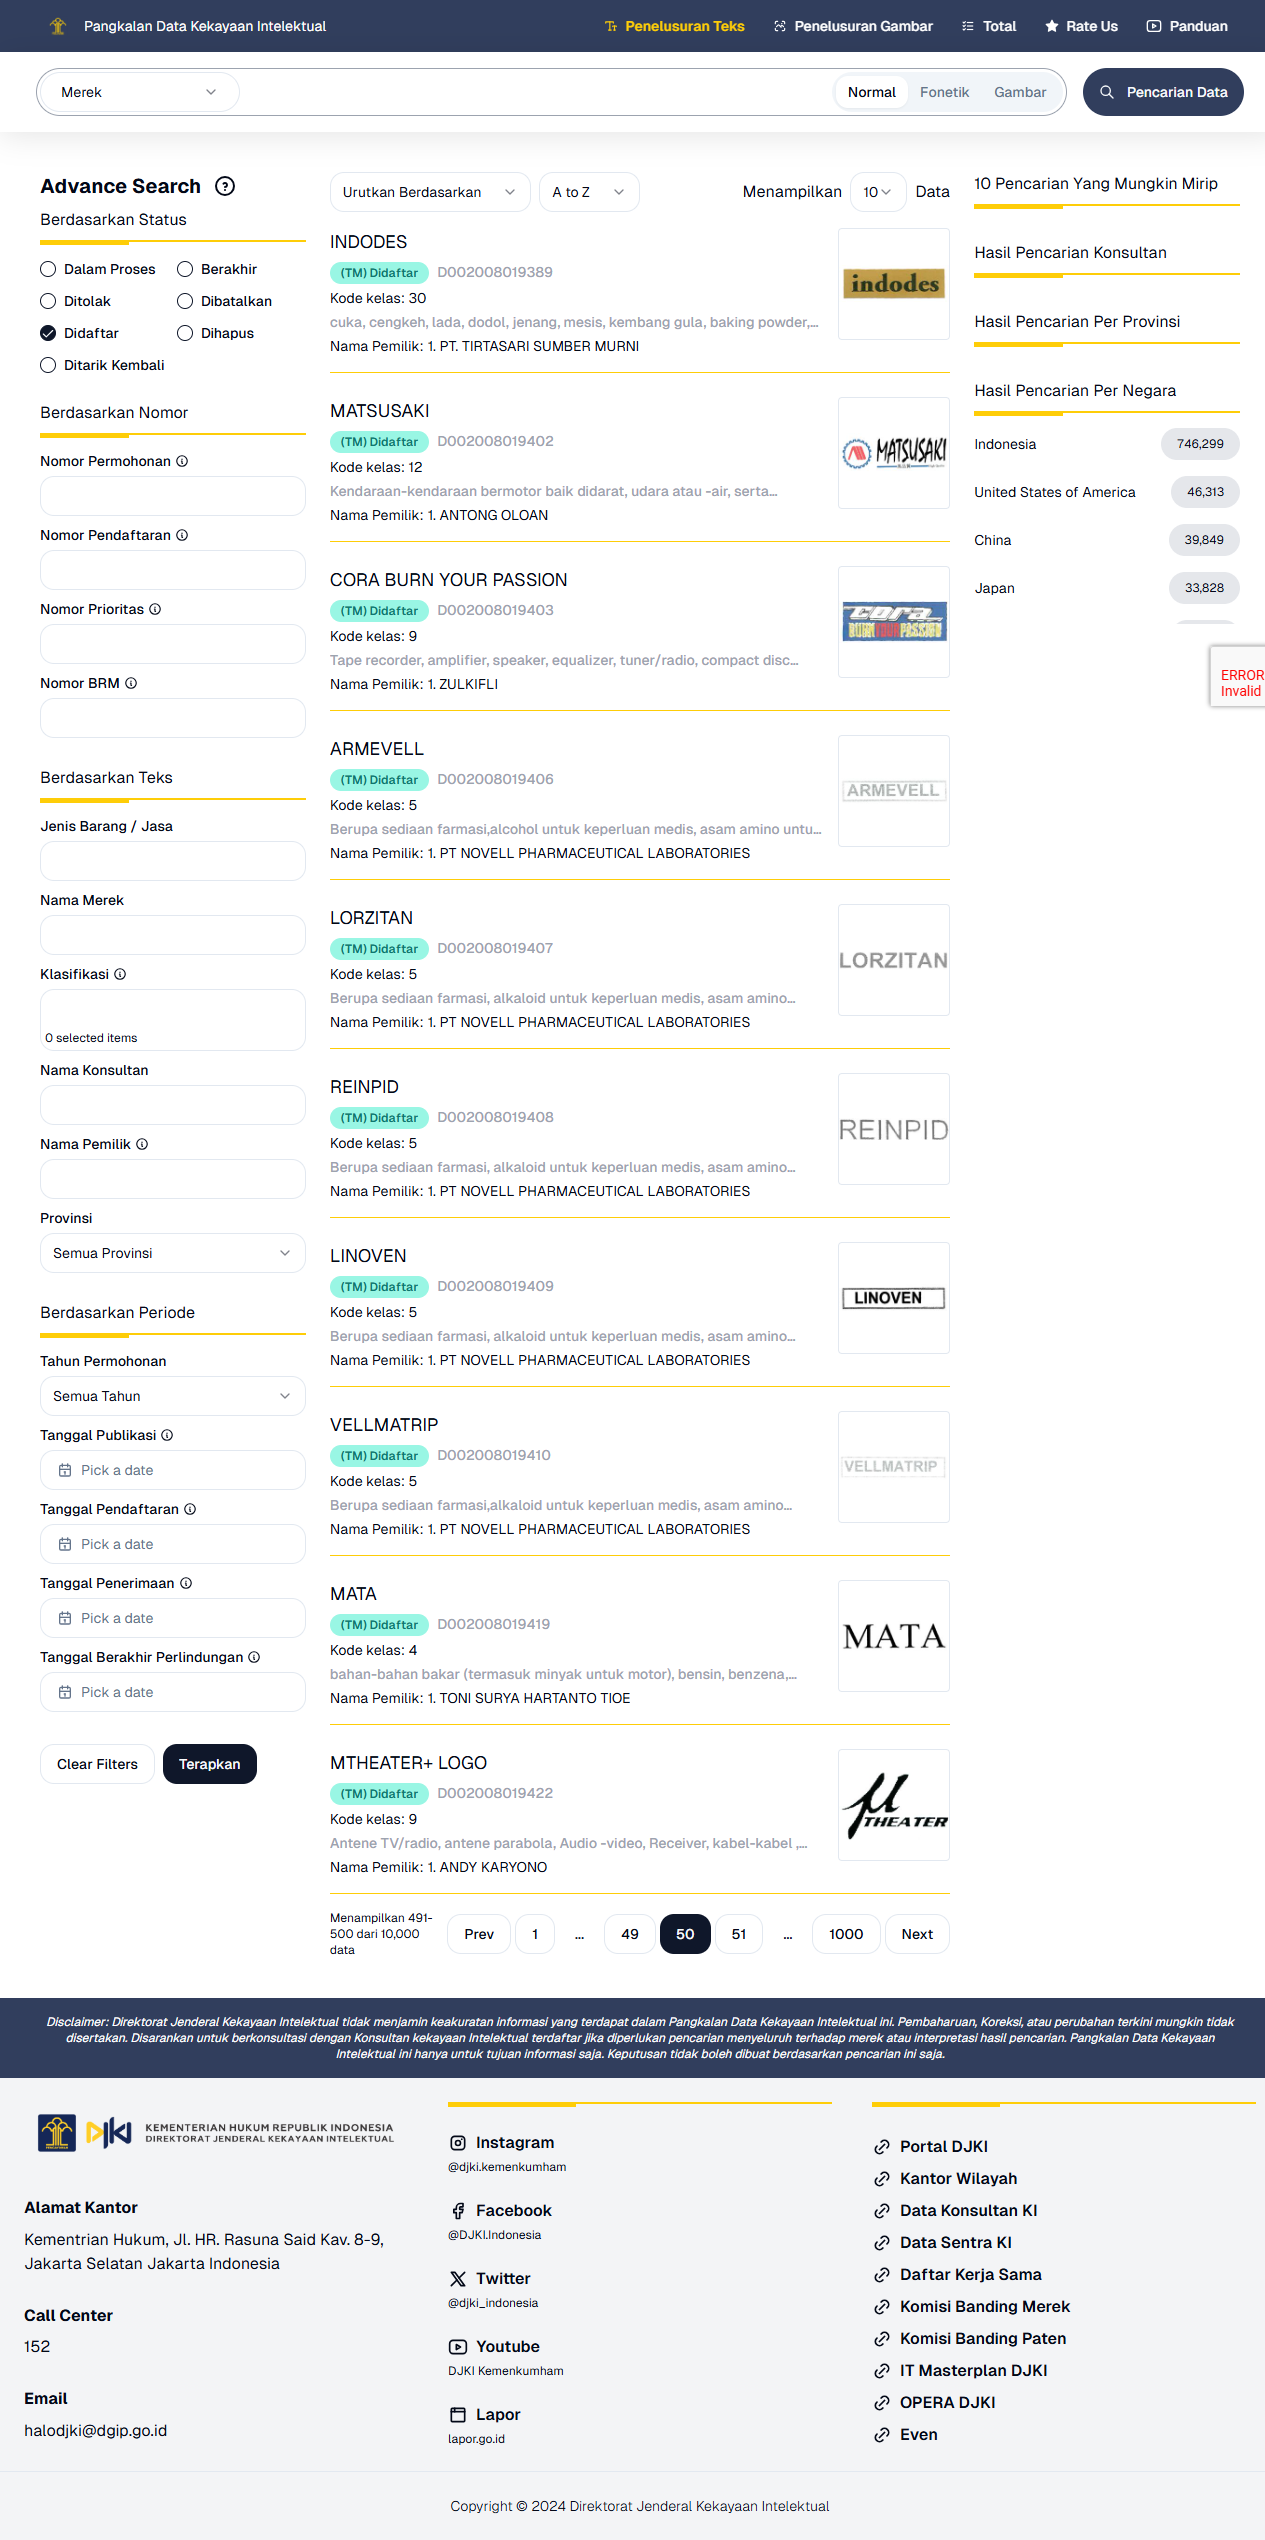 Pangkalan Data Kekayaan Intelektual
Penelusuran Teks
Penelusuran Gambar
Total
Rate Us
Panduan
Merek
Normal
Fonetik
Gambar
Pencarian Data
Advance Search
Berdasarkan Status
Dalam Proses
Berakhir
Ditolak
Dibatalkan
Didaftar
Dihapus
Ditarik Kembali
Berdasarkan Nomor
Nomor Permohonan
Nomor Pendaftaran
Nomor Prioritas
Nomor BRM
Berdasarkan Teks
Jenis Barang / Jasa
Nama Merek
Klasifikasi
0 selected items
Nama Konsultan
Nama Pemilik
Provinsi
Semua Provinsi
Berdasarkan Periode
Tahun Permohonan
Semua Tahun
Tanggal Publikasi
Pick a date
Tanggal Pendaftaran
Pick a date
Tanggal Penerimaan
Pick a date
Tanggal Berakhir Perlindungan
Pick a date
Clear Filters
Terapkan
Urutkan Berdasarkan
A to Z
Menampilkan 10 Data
INDODES
(TM) Didaftar D002008019389
Kode kelas: 30
cuka, cengkeh, lada, dodol, jenang, mesis, kembang gula, baking powder,...
Nama Pemilik: 1. PT. TIRTASARI SUMBER MURNI
indodes
MATSUSAKI
(TM) Didaftar D002008019402
Kode kelas: 12
Kendaraan-kendaraan bermotor baik didarat, udara atau -air, serta...
Nama Pemilik: 1. ANTONG OLOAN
MATSUSAKI
CORA BURN YOUR PASSION
(TM) Didaftar D002008019403
Kode kelas: 9
Tape recorder, amplifier, speaker, equalizer, tuner/radio, compact disc...
Nama Pemilik: 1. ZULKIFLI
cora
BURN YOUR PASSION
ARMEVELL
(TM) Didaftar D002008019406
Kode kelas: 5
Berupa sediaan farmasi,alcohol untuk keperluan medis, asam amino untu...
Nama Pemilik: 1. PT NOVELL PHARMACEUTICAL LABORATORIES
ARMEVELL
LORZITAN
(TM) Didaftar D002008019407
Kode kelas: 5
Berupa sediaan farmasi, alkaloid untuk keperluan medis, asam amino...
Nama Pemilik: 1. PT NOVELL PHARMACEUTICAL LABORATORIES
LORZITAN
REINPID
(TM) Didaftar D002008019408
Kode kelas: 5
Berupa sediaan farmasi, alkaloid untuk keperluan medis, asam amino...
Nama Pemilik: 1. PT NOVELL PHARMACEUTICAL LABORATORIES
REINPID
LINOVEN
(TM) Didaftar D002008019409
Kode kelas: 5
Berupa sediaan farmasi, alkaloid untuk keperluan medis, asam amino...
Nama Pemilik: 1. PT NOVELL PHARMACEUTICAL LABORATORIES
LINOVEN
VELLMATRIP
(TM) Didaftar D002008019410
Kode kelas: 5
Berupa sediaan farmasi,alkaloid untuk keperluan medis, asam amino...
Nama Pemilik: 1. PT NOVELL PHARMACEUTICAL LABORATORIES
VELLMATRIP
MATA
(TM) Didaftar D002008019419
Kode kelas: 4
bahan-bahan bakar (termasuk minyak untuk motor), bensin, benzena,...
Nama Pemilik: 1. TONI SURYA HARTANTO TIOE
MATA
MTHEATER+ LOGO
(TM) Didaftar D002008019422
Kode kelas: 9
Antene TV/radio, antene parabola, Audio -video, Receiver, kabel-kabel ,...
Nama Pemilik: 1. ANDY KARYONO
μ THEATER
Menampilkan 491-
500 dari 10,000
data
Prev 1 ... 49 50 51 ... 1000 Next
10 Pencarian Yang Mungkin Mirip
Hasil Pencarian Konsultan
Hasil Pencarian Per Provinsi
Hasil Pencarian Per Negara
Indonesia 746,299
United States of America 46,313
China 39,849
Japan 33,828
ERROR
Invalid
Disclaimer: Direktorat Jenderal Kekayaan Intelektual tidak menjamin keakuratan informasi yang terdapat dalam Pangkalan Data Kekayaan Intelektual ini. Pembaharuan, Koreksi, atau perubahan terkini mungkin tidak
disertakan. Disarankan untuk berkonsultasi dengan Konsultan kekayaan Intelektual terdaftar jika diperlukan pencarian menyeluruh terhadap merek atau interpretasi hasil pencarian. Pangkalan Data Kekayaan
Intelektual ini hanya untuk tujuan informasi saja. Keputusan tidak boleh dibuat berdasarkan pencarian ini saja.
DJKI
KEMENTERIAN HUKUM REPUBLIK INDONESIA
DIREKTORAT JENDERAL KEKAYAAN INTELEKTUAL
Alamat Kantor
Kementrian Hukum, Jl. HR. Rasuna Said Kav. 8-9,
Jakarta Selatan Jakarta Indonesia
Call Center
152
Email
halodjki@dgip.go.id
Instagram
@djki.kemenkumham
Facebook
@DJKI.Indonesia
Twitter
@djki_indonesia
Youtube
DJKI Kemenkumham
Lapor
lapor.go.id
Portal DJKI
Kantor Wilayah
Data Konsultan KI
Data Sentra KI
Daftar Kerja Sama
Komisi Banding Merek
Komisi Banding Paten
IT Masterplan DJKI
OPERA DJKI
Even
Copyright © 2024 Direktorat Jenderal Kekayaan Intelektual